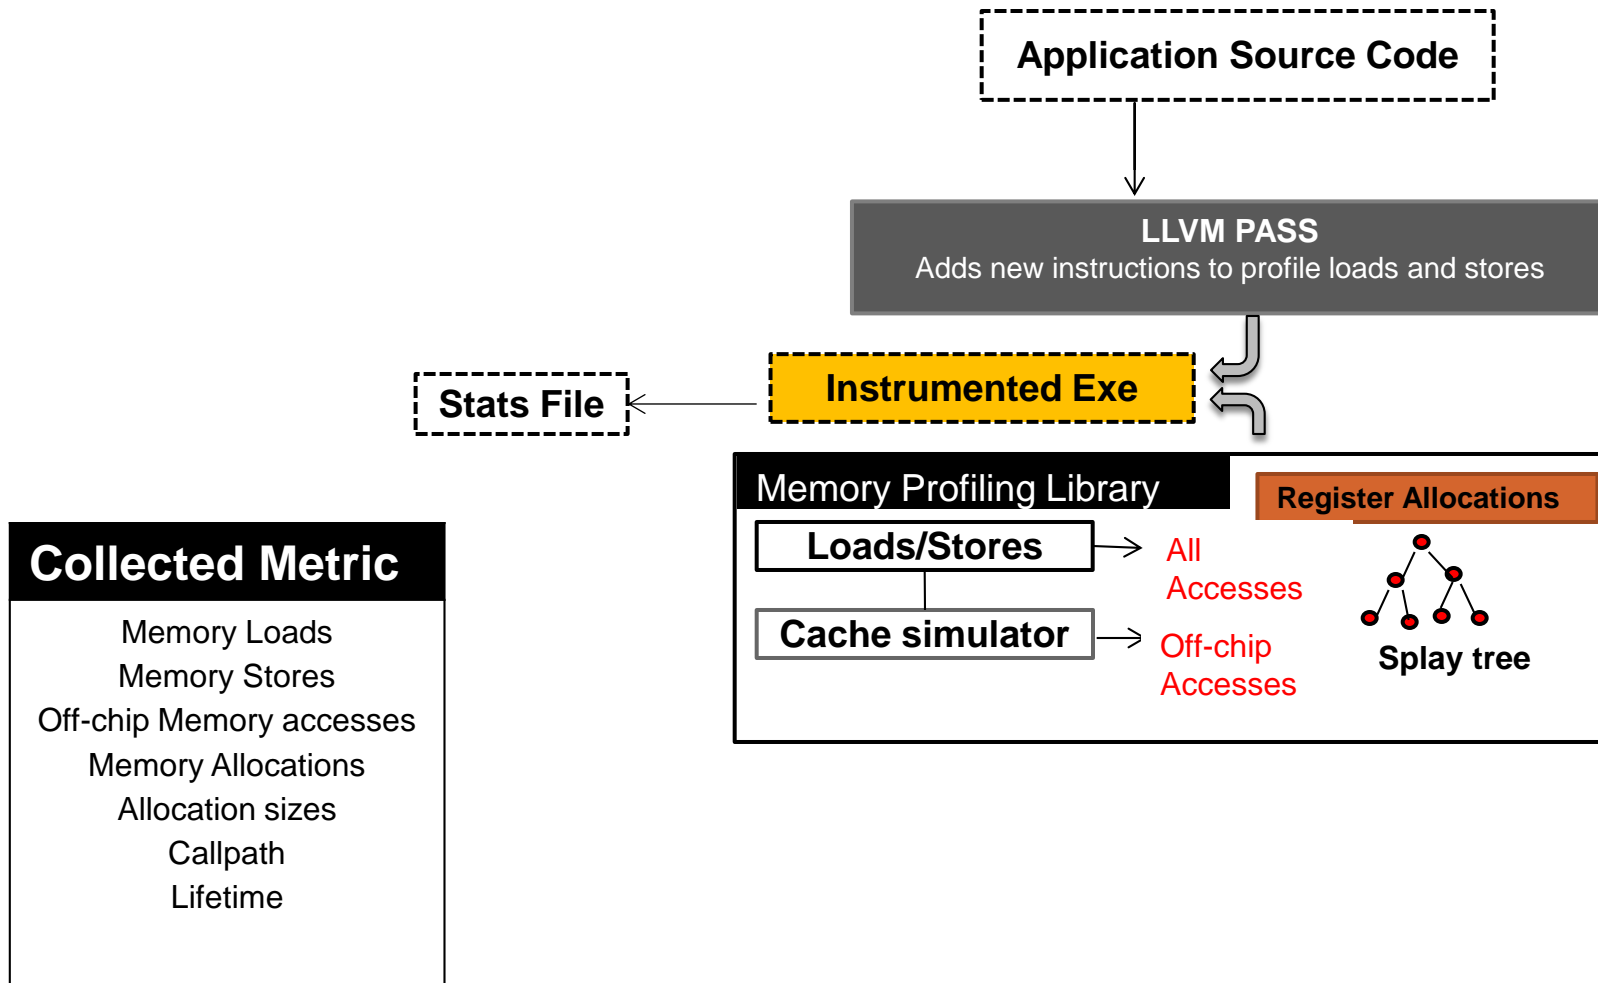 Application Source Code
LLVM PASS
Adds new instructions to profile loads and stores
Instrumented Exe
Stats File
Memory Profiling Library
Register Allocations
Loads/Stores
All
Accesses
Cache simulator
Off-chip
Accesses
Splay tree
Collected Metric
Memory Loads
Memory Stores
Off-chip Memory accesses
Memory Allocations
Allocation sizes
Callpath
Lifetime